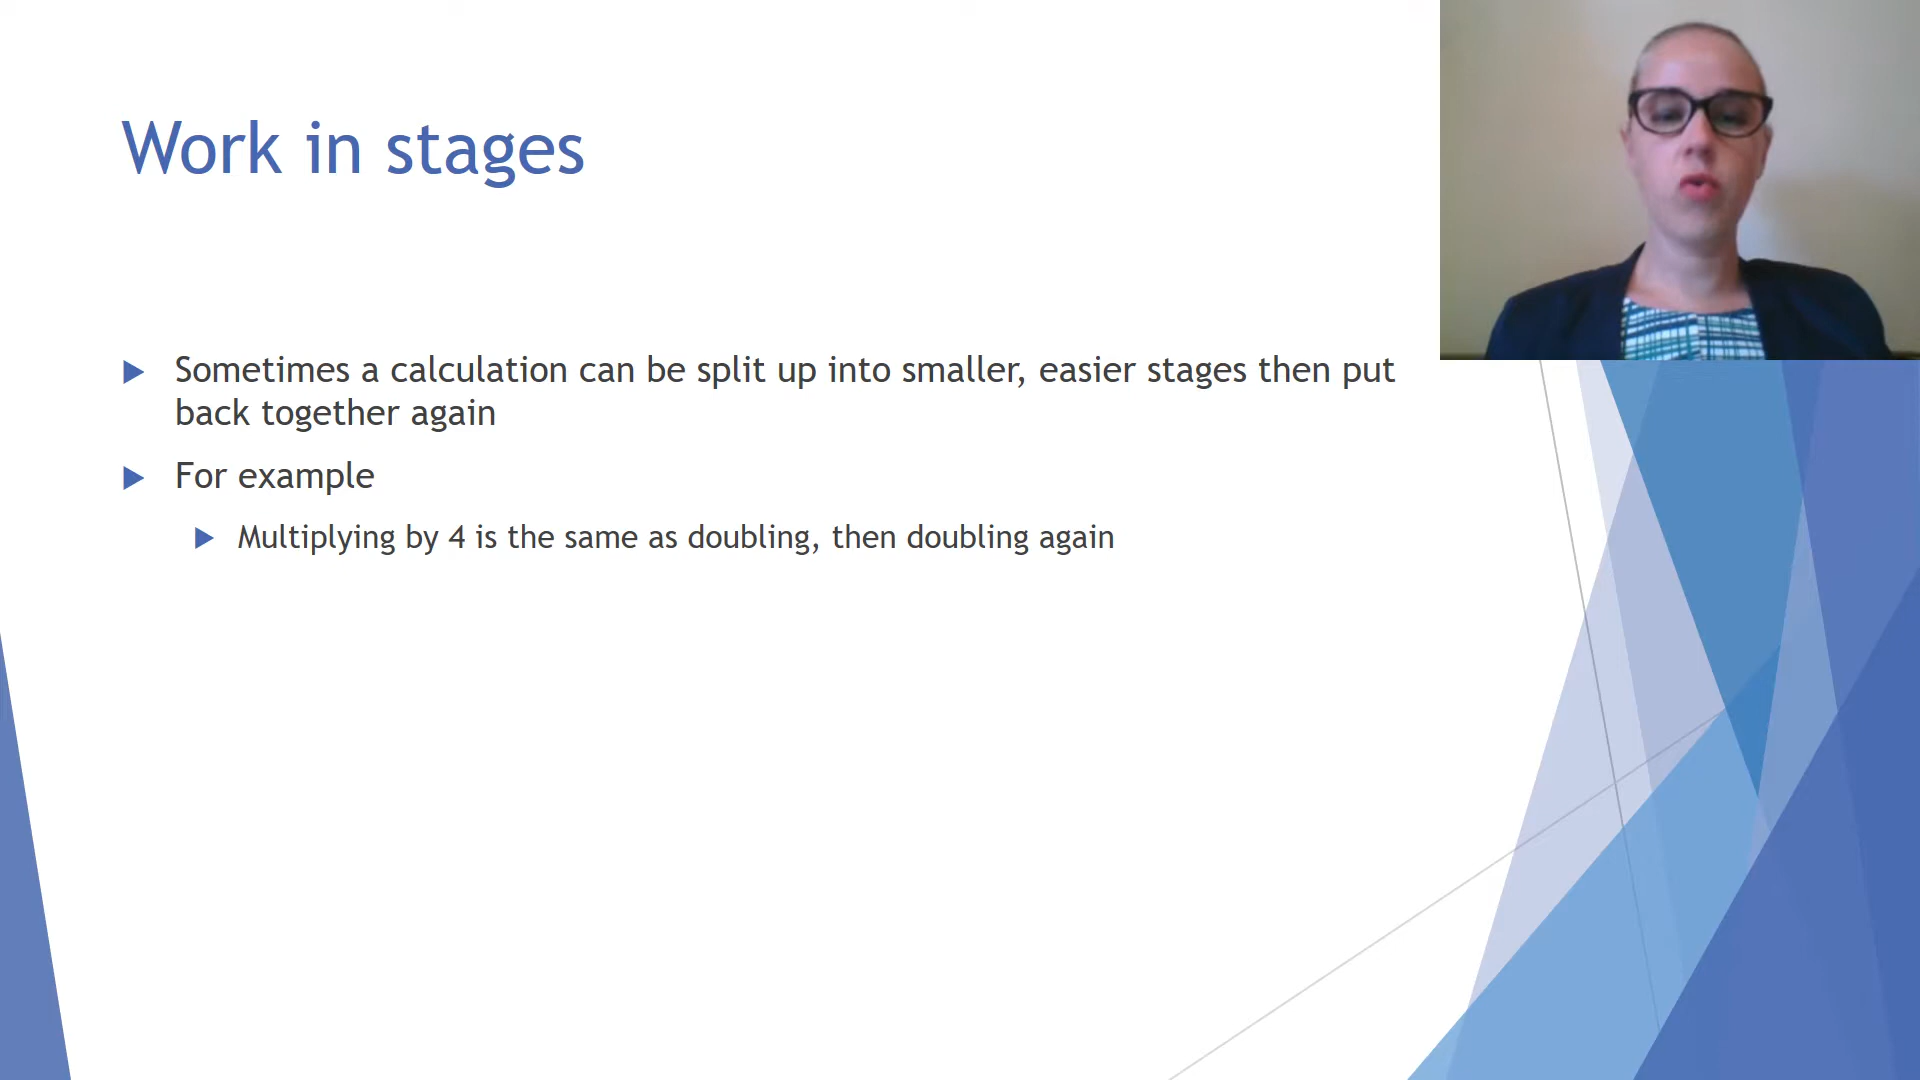 Work in stages
Sometimes a calculation can be split up into smaller, easier stages then put
back together again
For example
Multiplying by 4 is the same as doubling, then doubling again